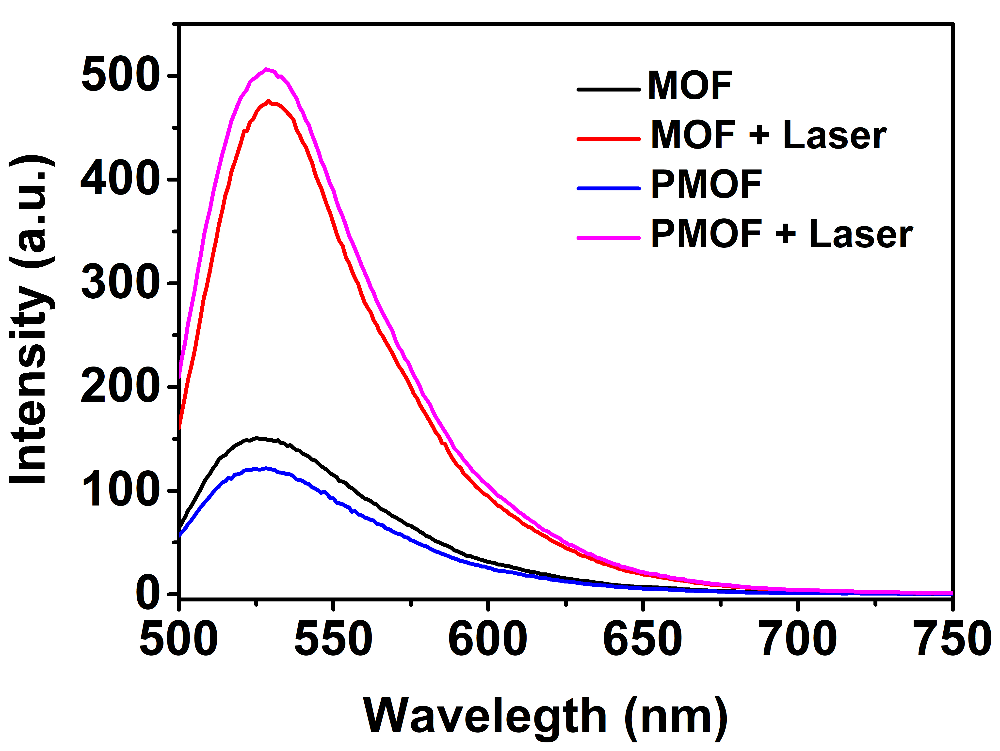 Intensity (a.u.)
500
400
300
200
100
0
MOF
MOF + Laser
PMOF
PMOF + Laser
500 550 600 650 700 750
Wavelegth (nm)